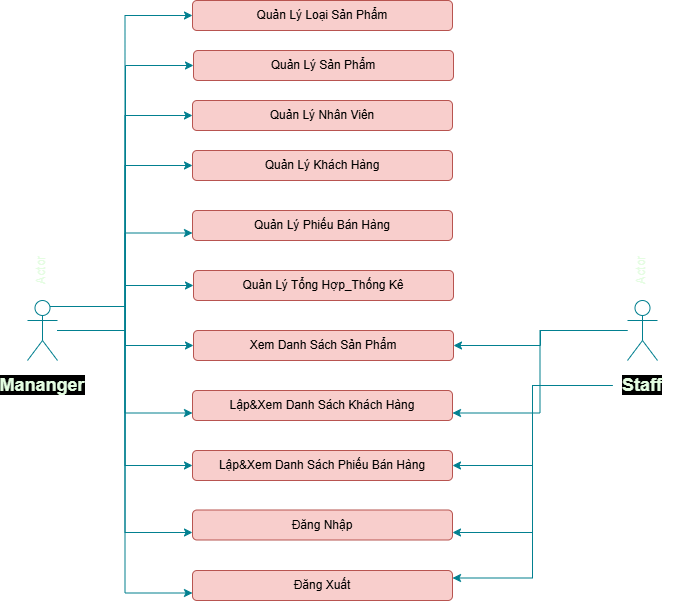 Quản Lý Loại Sản Phẩm
Quản Lý Sản Phẩm
Quản Lý Nhân Viên
Quản Lý Khách Hàng
Quản Lý Phiếu Bán Hàng
Actor
Actor
Quản Lý Tổng Hợp_Thống Kê
Xem Danh Sách Sản Phẩm
Mananger
Staff
Lập&Xem Danh Sách Khách Hàng
Lập&Xem Danh Sách Phiếu Bán Hàng
Đăng Nhập
Đăng Xuất